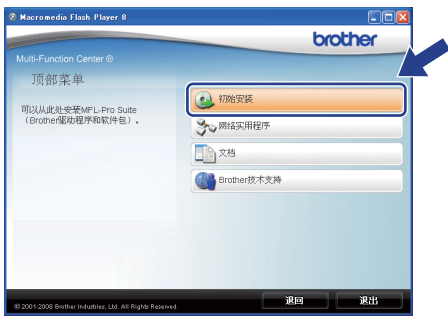 Macromedia Flash Player 8
brother
Multi-Function Center ®
顶部菜单
可以从此处安装MFL-Pro Suite
（Brother驱动程序和软件包）。
初始安装
网络实用程序
文档
Brother技术支持
© 2001-2008 Brother Industries, Ltd. All Rights Reserved.
退回
退出